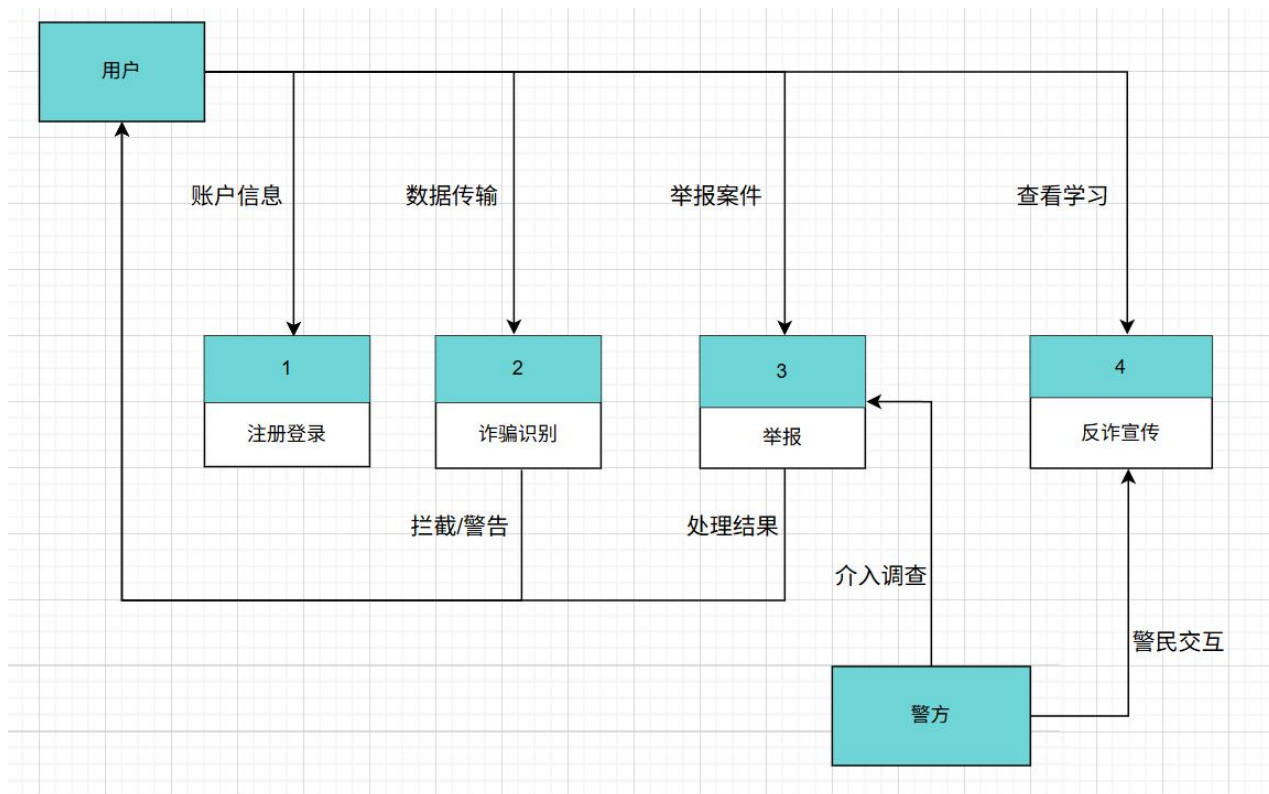 用户
账户信息
数据传输
举报案件
查看学习
1
2
3
4
注册登录
诈骗识别
举报
反诈宣传
拦截/警告
处理结果
介入调查
警民交互
警方